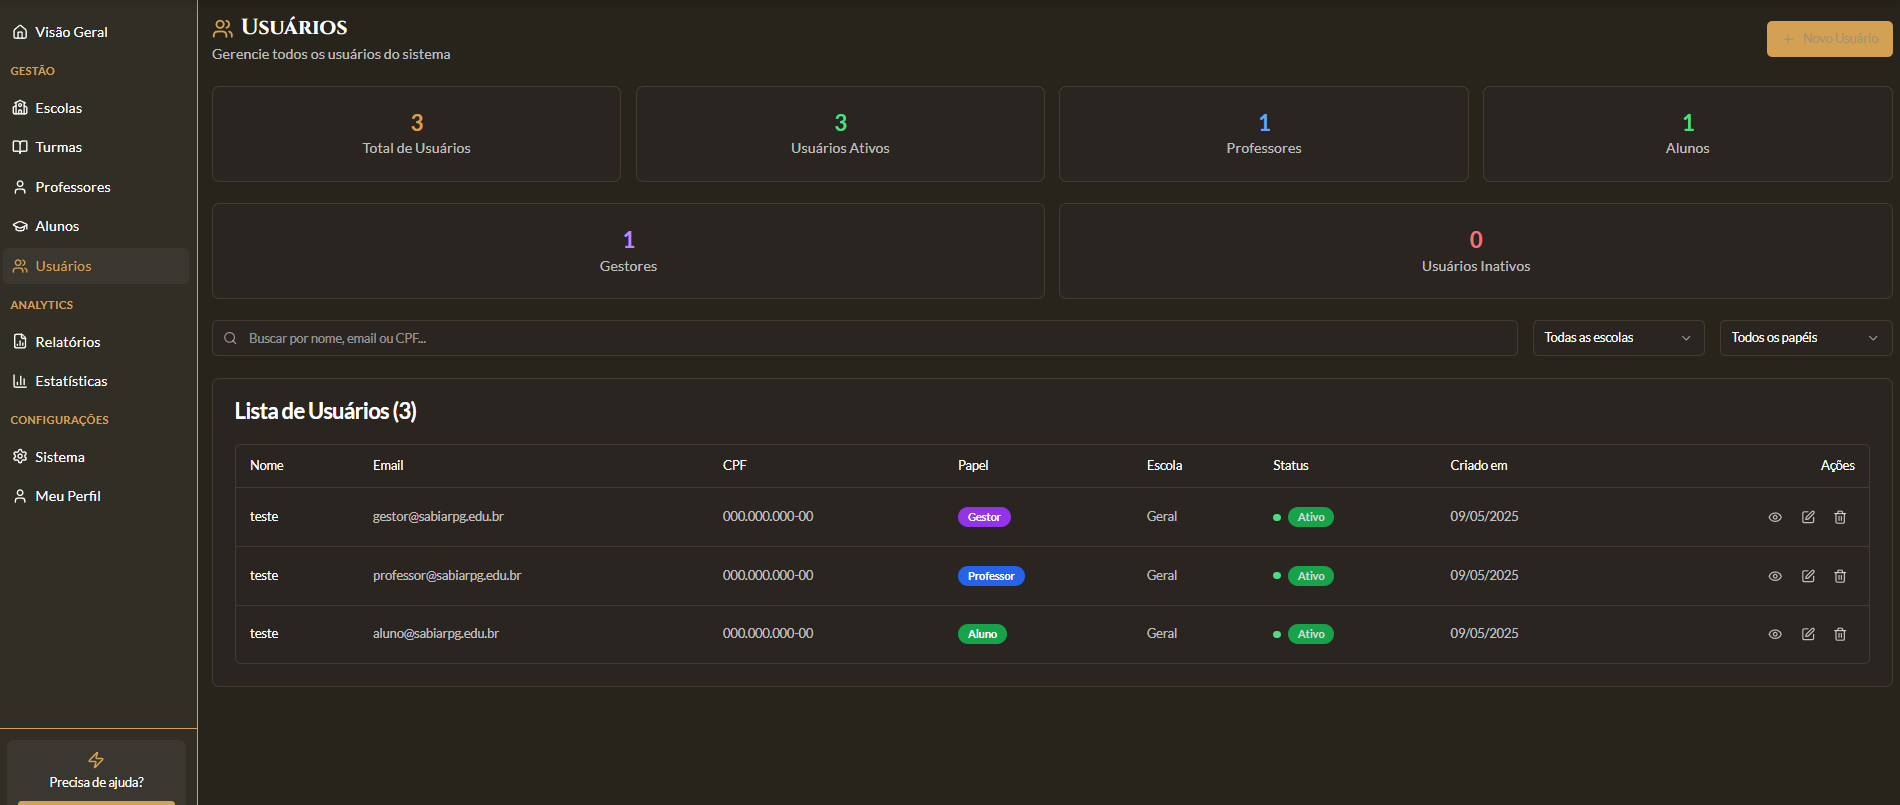 Visão Geral
GESTÃO
Escolas
Turmas
Professores
Alunos
Usuários
ANALYTICS
Relatórios
Estatísticas
CONFIGURAÇÕES
Sistema
Meu Perfil
Precisa de ajuda?
Usuários
Gerencie todos os usuários do sistema
+ Novo Usuário
3
Total de Usuários
3
Usuários Ativos
1
Professores
1
Alunos
1
Gestores
0
Usuários Inativos
Buscar por nome, email ou CPF...
Todas as escolas
Todos os papéis
Lista de Usuários (3)
Nome Email CPF Papel Escola Status Criado em Ações
teste gestor@sabiarpg.edu.br 000.000.000-00 Gestor Geral Ativo 09/05/2025
teste professor@sabiarpg.edu.br 000.000.000-00 Professor Geral Ativo 09/05/2025
teste aluno@sabiarpg.edu.br 000.000.000-00 Aluno Geral Ativo 09/05/2025